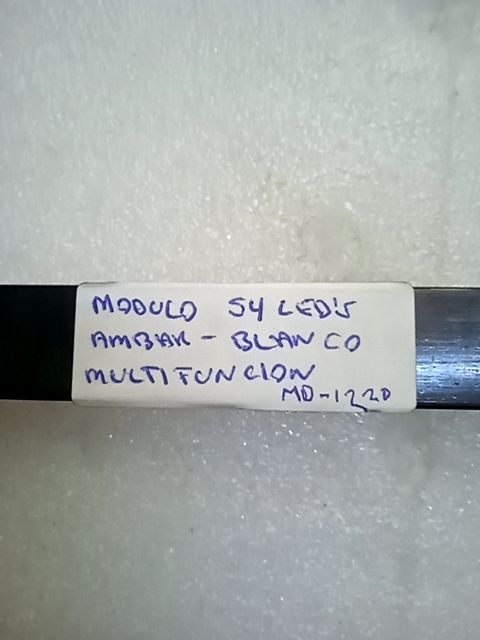 MODULO 54 LED'S
AMBAR - BLANCO
MULTIFUNCION
MD-1220